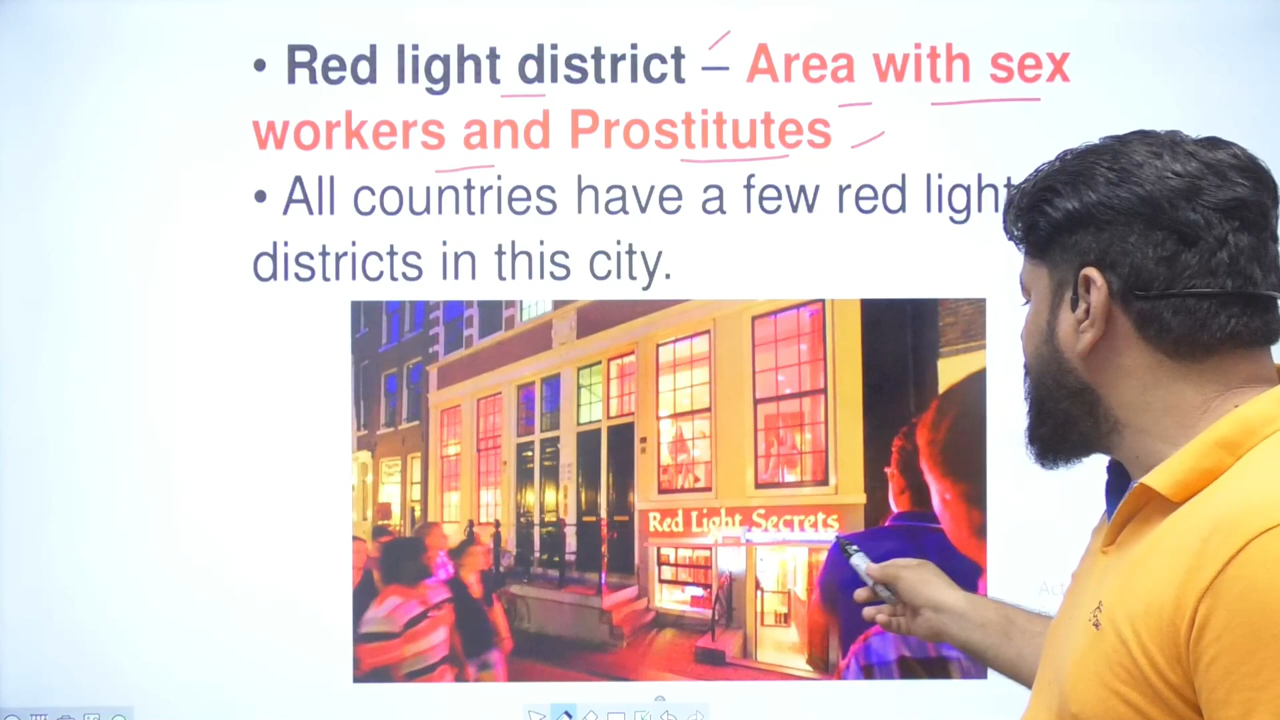 • Red light district – Area with sex
workers and Prostitutes
• All countries have a few red light
districts in this city.
Red Light Secrets